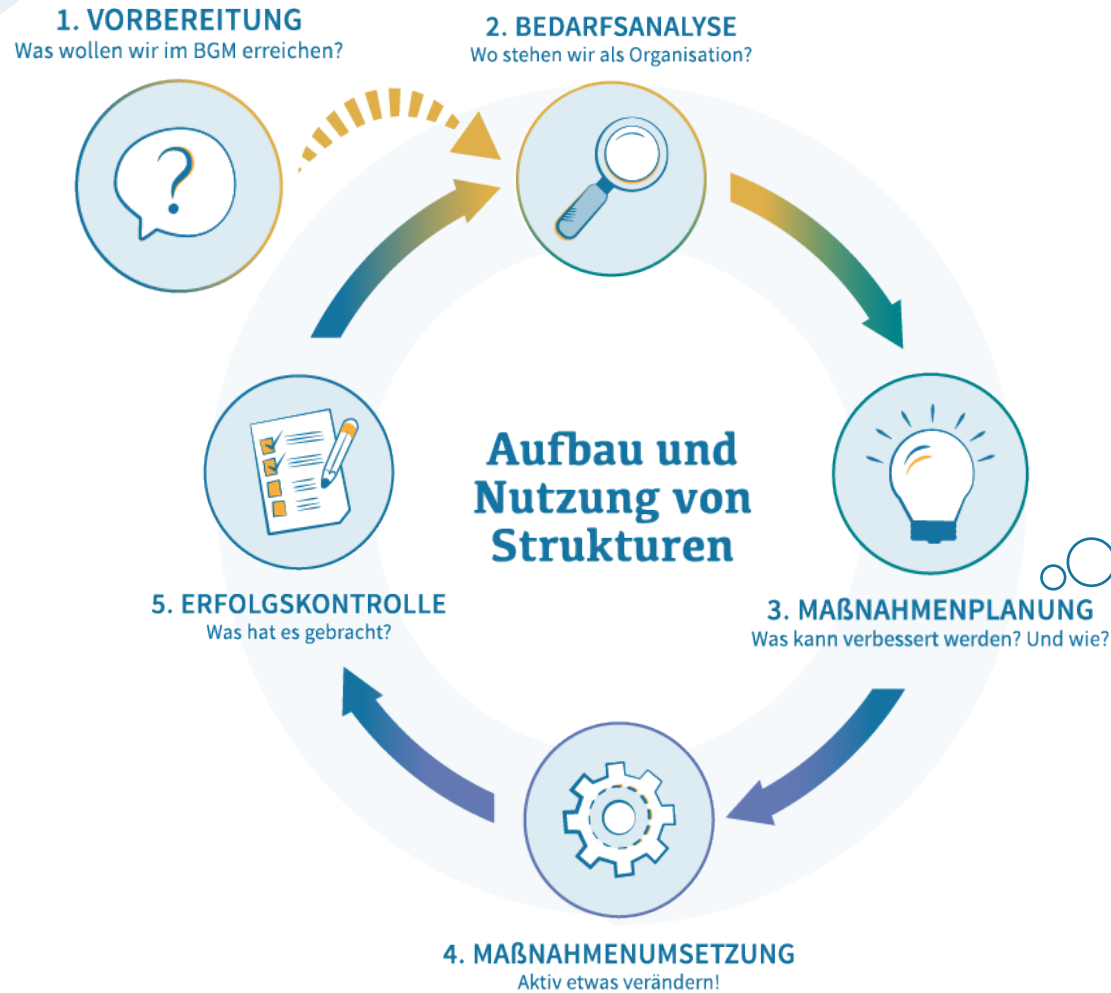 1. VORBEREITUNG
Was wollen wir im BGM erreichen?
2. BEDARFSANALYSE
Wo stehen wir als Organisation?
?
Aufbau und
Nutzung von
Strukturen
3. MAßNAHMENPLANUNG
Was kann verbessert werden? Und wie?
4. MAßNAHMENUMSETZUNG
Aktiv etwas verändern!
5. ERFOLGSKONTROLLE
Was hat es gebracht?